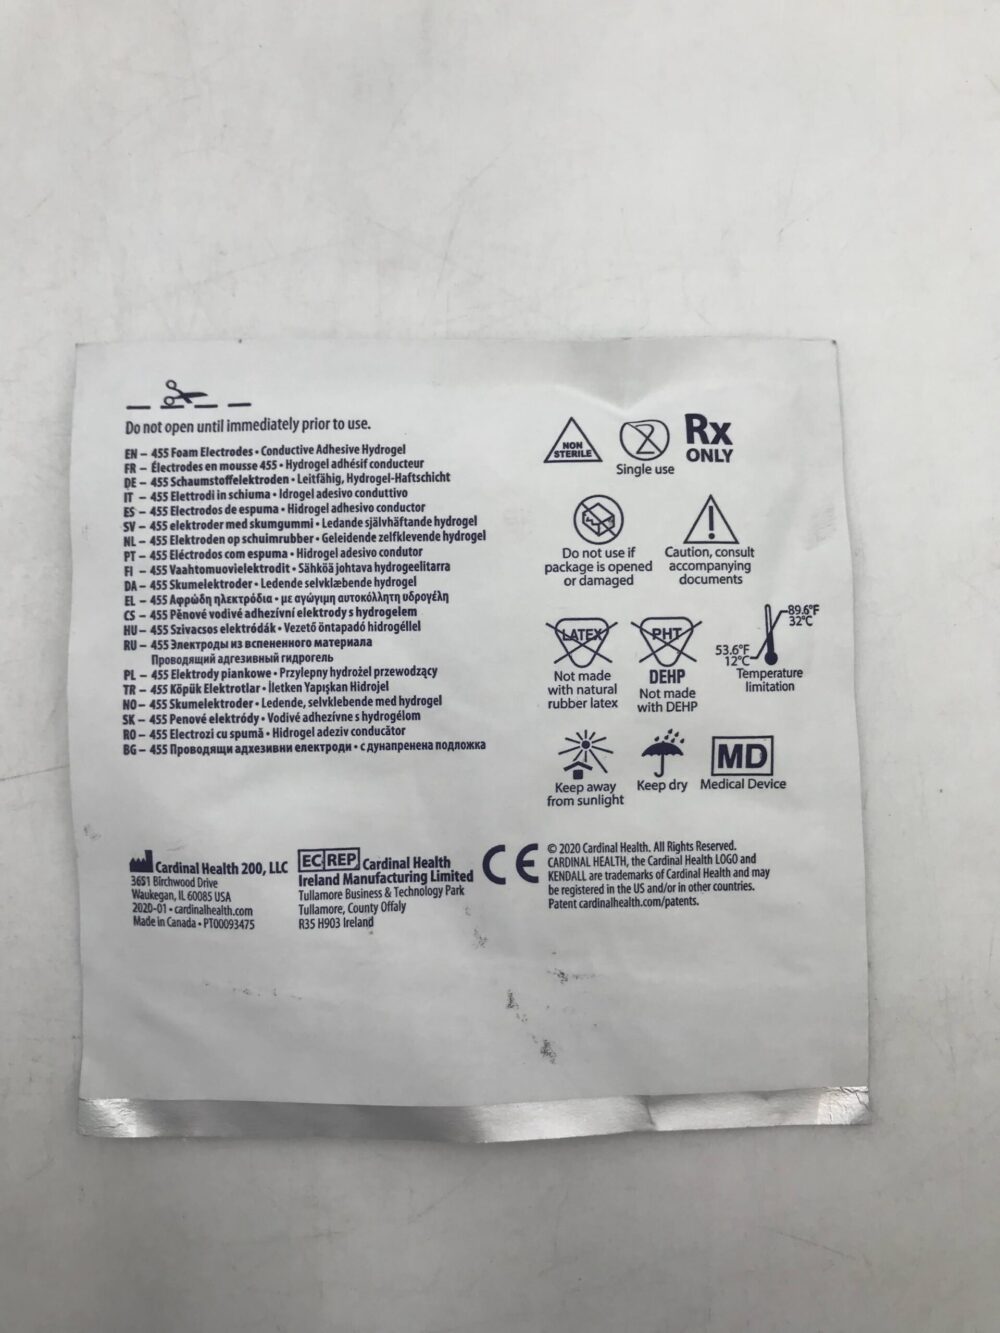 Do not open until immediately prior to use.
EN – 455 Foam Electrodes • Conductive Adhesive Hydrogel
FR – Électrodes en mousse 455 • Hydrogel adhésif conducteur
DE – 455 Schaumstoffelektroden • Leitfähig, Hydrogel-Haftschicht
IT – 455 Elettrodi in schiuma • Idrogel adesivo conduttivo
ES – 455 Electrodos de espuma • Hidrogel adhesivo conductor
SV – 455 elektroder med skumgummi • Ledande självhäftande hydrogel
NL – 455 Elektroden op schuimrubber • Geleidende zelfklevende hydrogel
PT – 455 Eléctrodos com espuma • Hidrogel adesivo condutor
FI – 455 Vaahtomuovielektrodit • Sähköä johtava hydrogeelitarra
DA – 455 Skumelektroder • Ledende selvklæbende hydrogel
EL – 455 Αφρώδη ηλεκτρόδια • με αγώγιμη αυτοκόλλητη υδρογέλη
CS – 455 Pěnové vodivé adhezívní elektrody s hydrogelem
HU – 455 Szivacsos elektródák • Vezető öntapadó hidrogéllel
RU – 455 Электроды из вспененного материала
Проводящий адгезивный гидрогель
PL – 455 Elektrody piankowe • Przylepny hydrożel przewodzący
TR – 455 Köpük Elektrotlar • İletken Yapışkan Hidrojel
NO – 455 Skumelektroder • Ledende, selvklebende med hydrogel
SK – 455 Penové elektródy • Vodivé adhezívne s hydrogélom
RO – 455 Electrozi cu spumă • Hidrogel adeziv conducător
BG – 455 Проводящи адхезивни електроди • с дунапренена подложка
NON
STERILE
2
Single use
Rx
ONLY
Do not use if
package is opened
or damaged
Caution, consult
accompanying
documents
LATEX
Not made
with natural
rubber latex
PHT
DEHP
Not made
with DEHP
89.6°F
32°C
53.6°F
12°C
Temperature
limitation
Keep away
from sunlight
Keep dry
MD
Medical Device
Cardinal Health 200, LLC
3651 Birchwood Drive
Waukegan, IL 60085 USA
2020-01 • cardinalhealth.com
Made in Canada • PT00093475
EC REP Cardinal Health
Ireland Manufacturing Limited
Tullamore Business & Technology Park
Tullamore, County Offaly
R35 H903 Ireland
CE
© 2020 Cardinal Health. All Rights Reserved.
CARDINAL HEALTH, the Cardinal Health LOGO and
KENDALL are trademarks of Cardinal Health and may
be registered in the US and/or in other countries.
Patent cardinalhealth.com/patents.